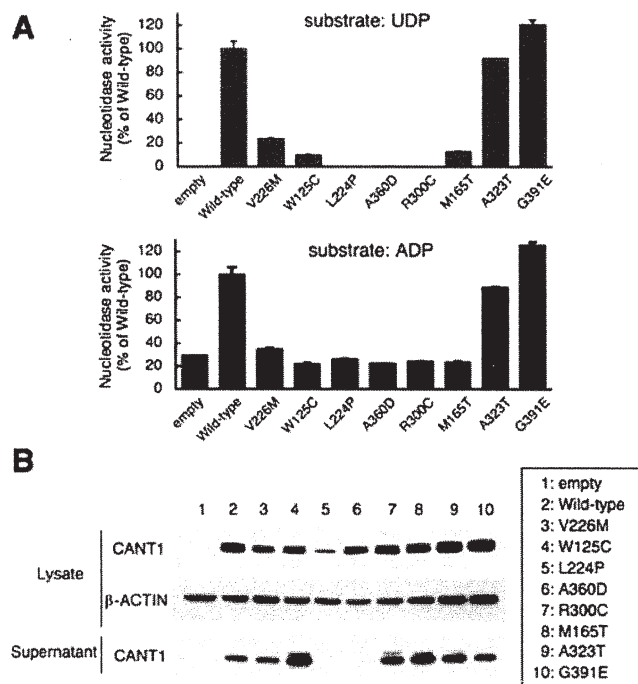 A
substrate: UDP
Nucleotidase activity
(% of Wild-type)
120
100
80
60
40
20
0
empty
Wild-type
V226M
W125C
L224P
A360D
R300C
M165T
A323T
G391E
substrate: ADP
Nucleotidase activity
(% of Wild-type)
120
100
80
60
40
20
0
empty
Wild-type
V226M
W125C
L224P
A360D
R300C
M165T
A323T
G391E
B
1 2 3 4 5 6 7 8 9 10
Lysate
CANT1
β-ACTIN
Supernatant
CANT1
1: empty
2: Wild-type
3: V226M
4: W125C
5: L224P
6: A360D
7: R300C
8: M165T
9: A323T
10: G391E